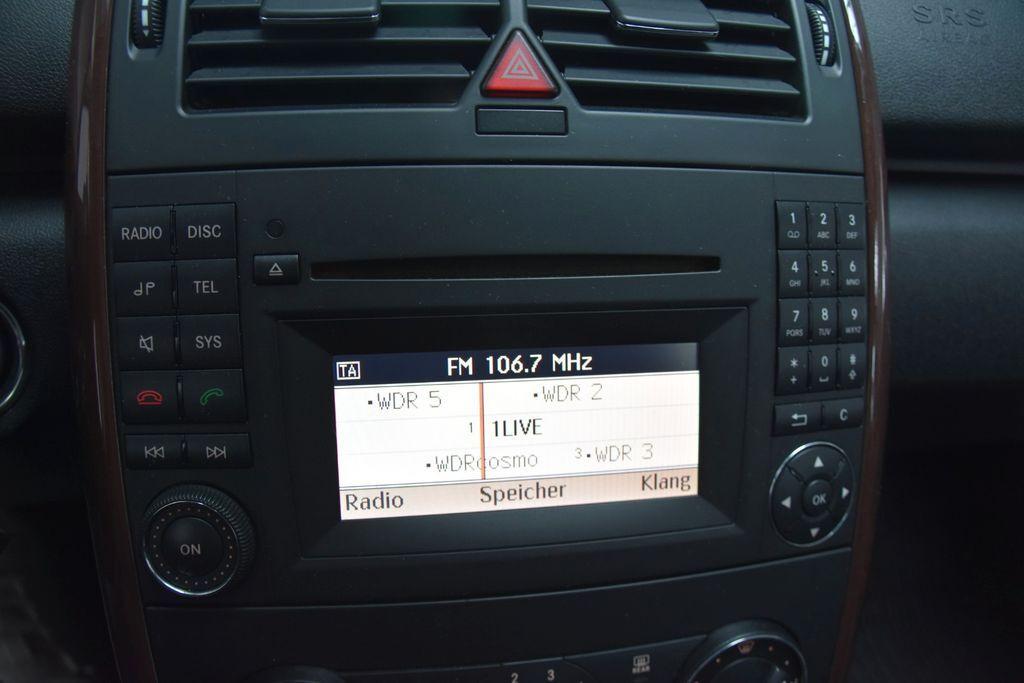 SRS
RADIO DISC
TEL
SYS
ON
1 2 ABC 3 DEF
4 GHI 5 JKL 6 MNO
7 PQRS 8 TUV 9 WXYZ
* 0 #
+
C
OK
TA FM 106.7 MHz
WDR 5 WDR 2
1 1LIVE
WDRcosmo 3 WDR 3
Radio Speicher Klang
2 3 REAR